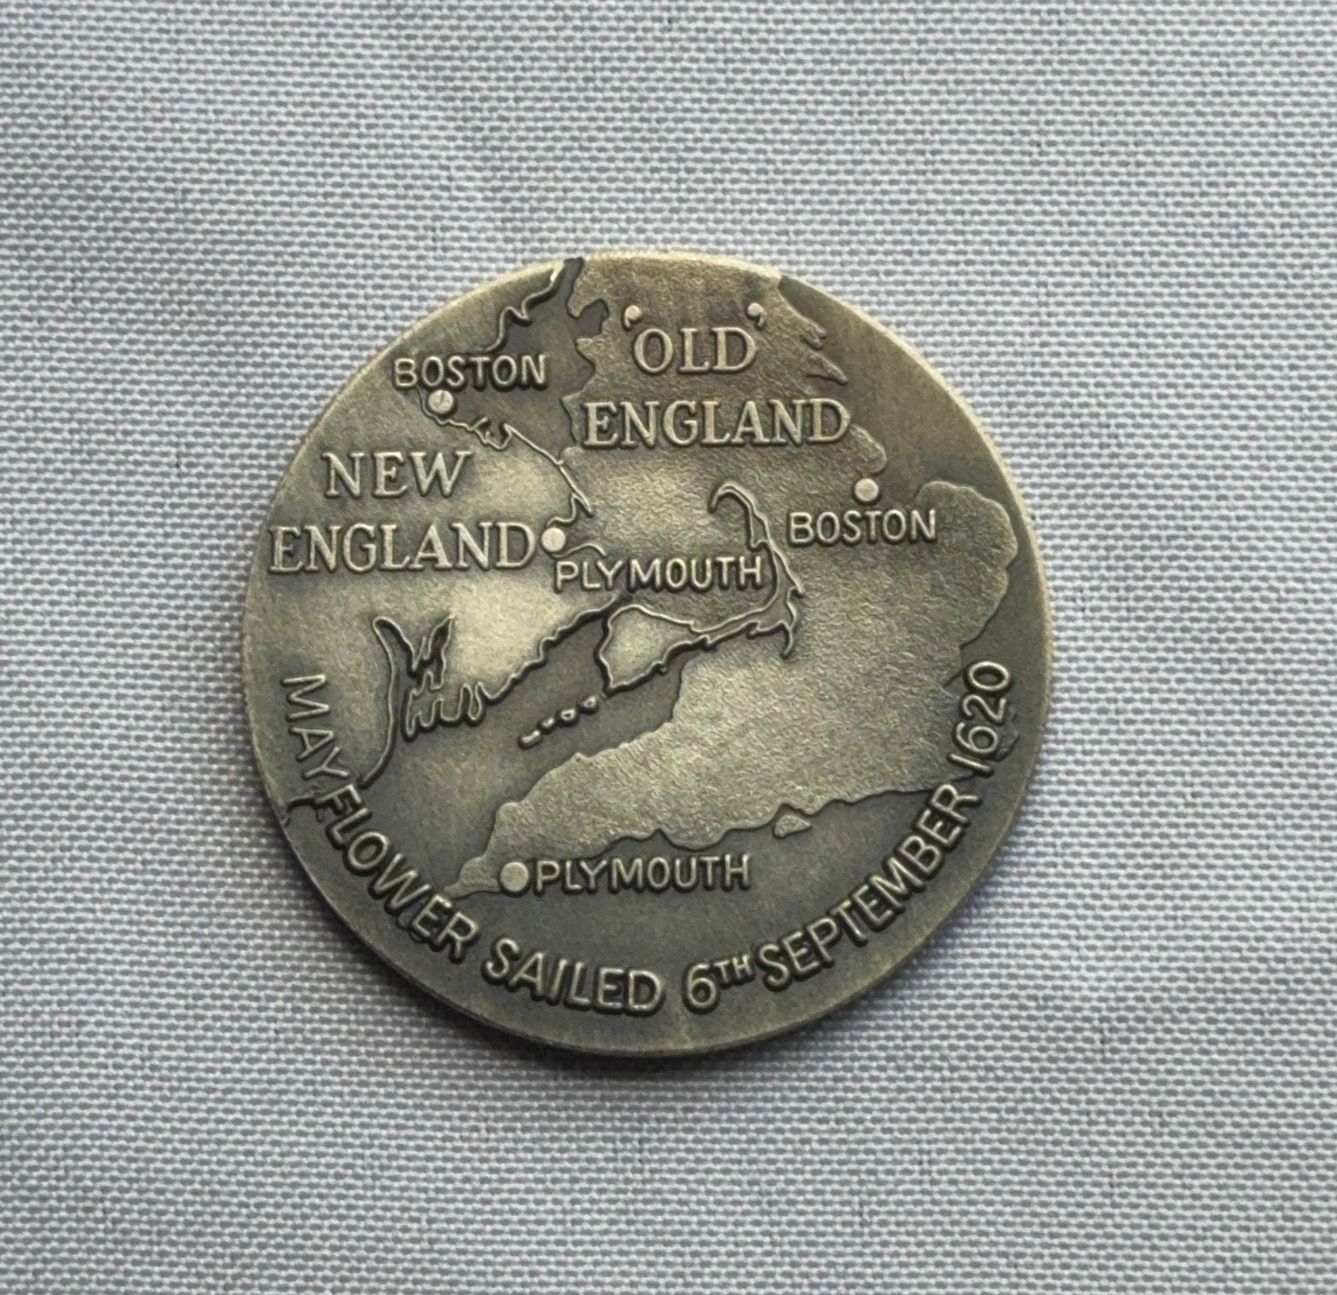 'OLD'
ENGLAND
BOSTON
NEW
ENGLAND
BOSTON
PLYMOUTH
PLYMOUTH
MAYFLOWER SAILED 6TH SEPTEMBER 1620